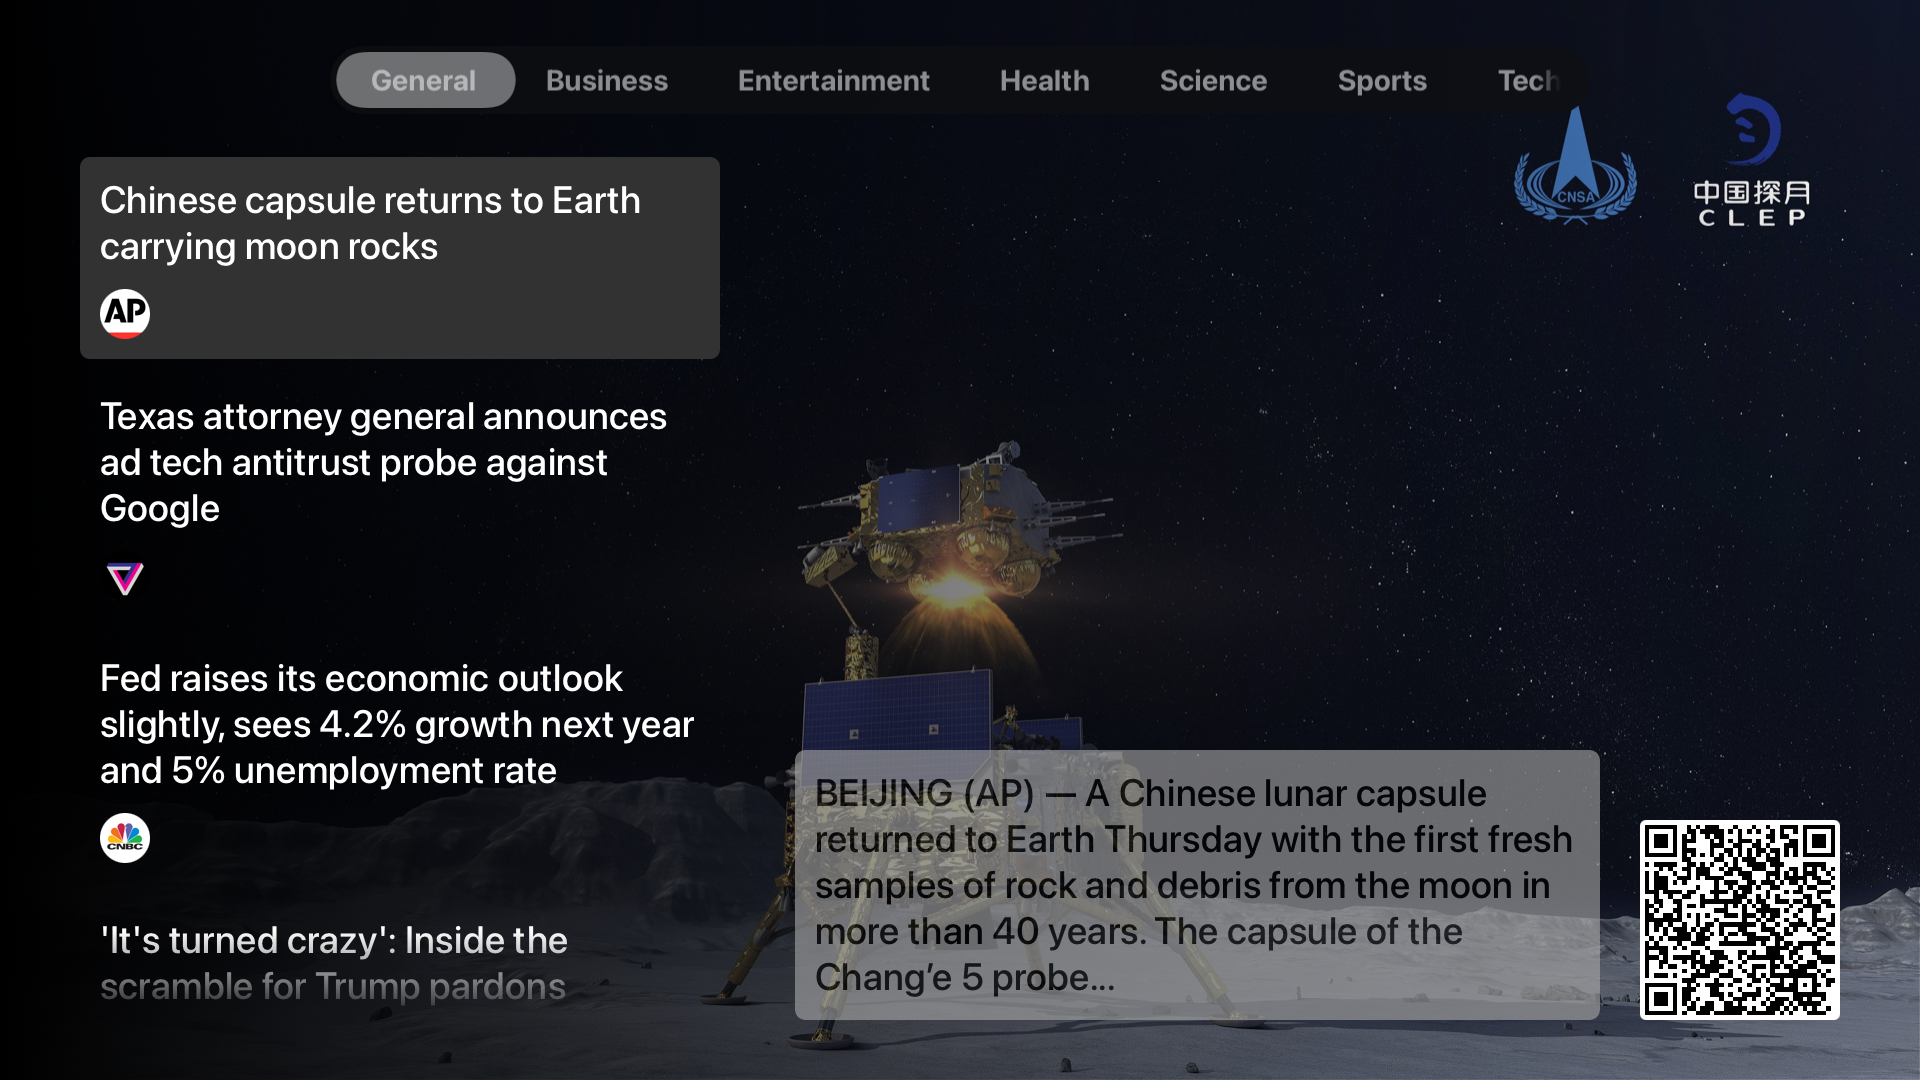 General Business Entertainment Health Science Sports Tech
CNSA
中国探月
CLEP
Chinese capsule returns to Earth
carrying moon rocks
AP
Texas attorney general announces
ad tech antitrust probe against
Google
Fed raises its economic outlook
slightly, sees 4.2% growth next year
and 5% unemployment rate
CNBC
'It's turned crazy': Inside the
scramble for Trump pardons
BEIJING (AP) — A Chinese lunar capsule
returned to Earth Thursday with the first fresh
samples of rock and debris from the moon in
more than 40 years. The capsule of the
Chang’e 5 probe...